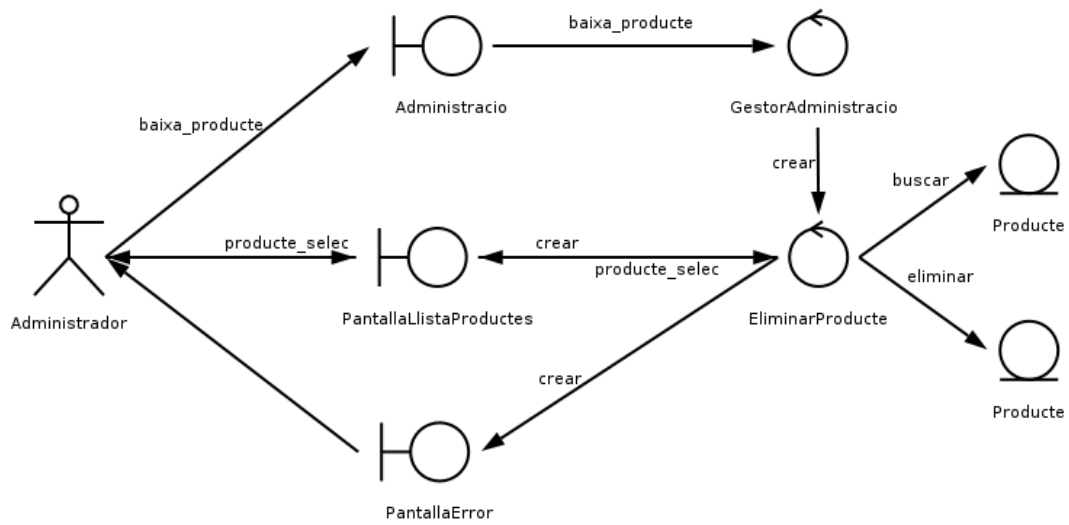 baixa_producte
Administracio
GestorAdministracio
baixa_producte
crear
buscar
Producte
producte_selec
crear
producte_selec
eliminar
Administrador
PantallaLlistaProductes
EliminarProducte
crear
Producte
PantallaError